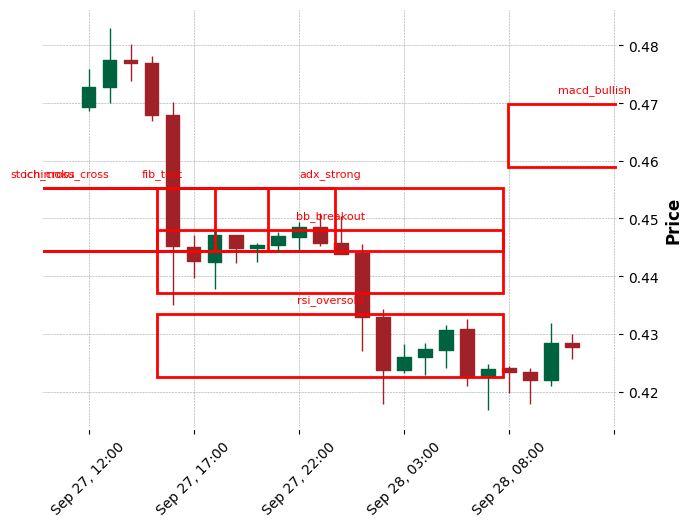 0.48
macd_bullish
0.47
0.46
stoch_cross
ichimoku_cross
fib_test
adx_strong
0.45
bb_breakout
0.44
rsi_oversold
0.43
0.42
Price
Sep 27, 12:00
Sep 27, 17:00
Sep 27, 22:00
Sep 28, 03:00
Sep 28, 08:00